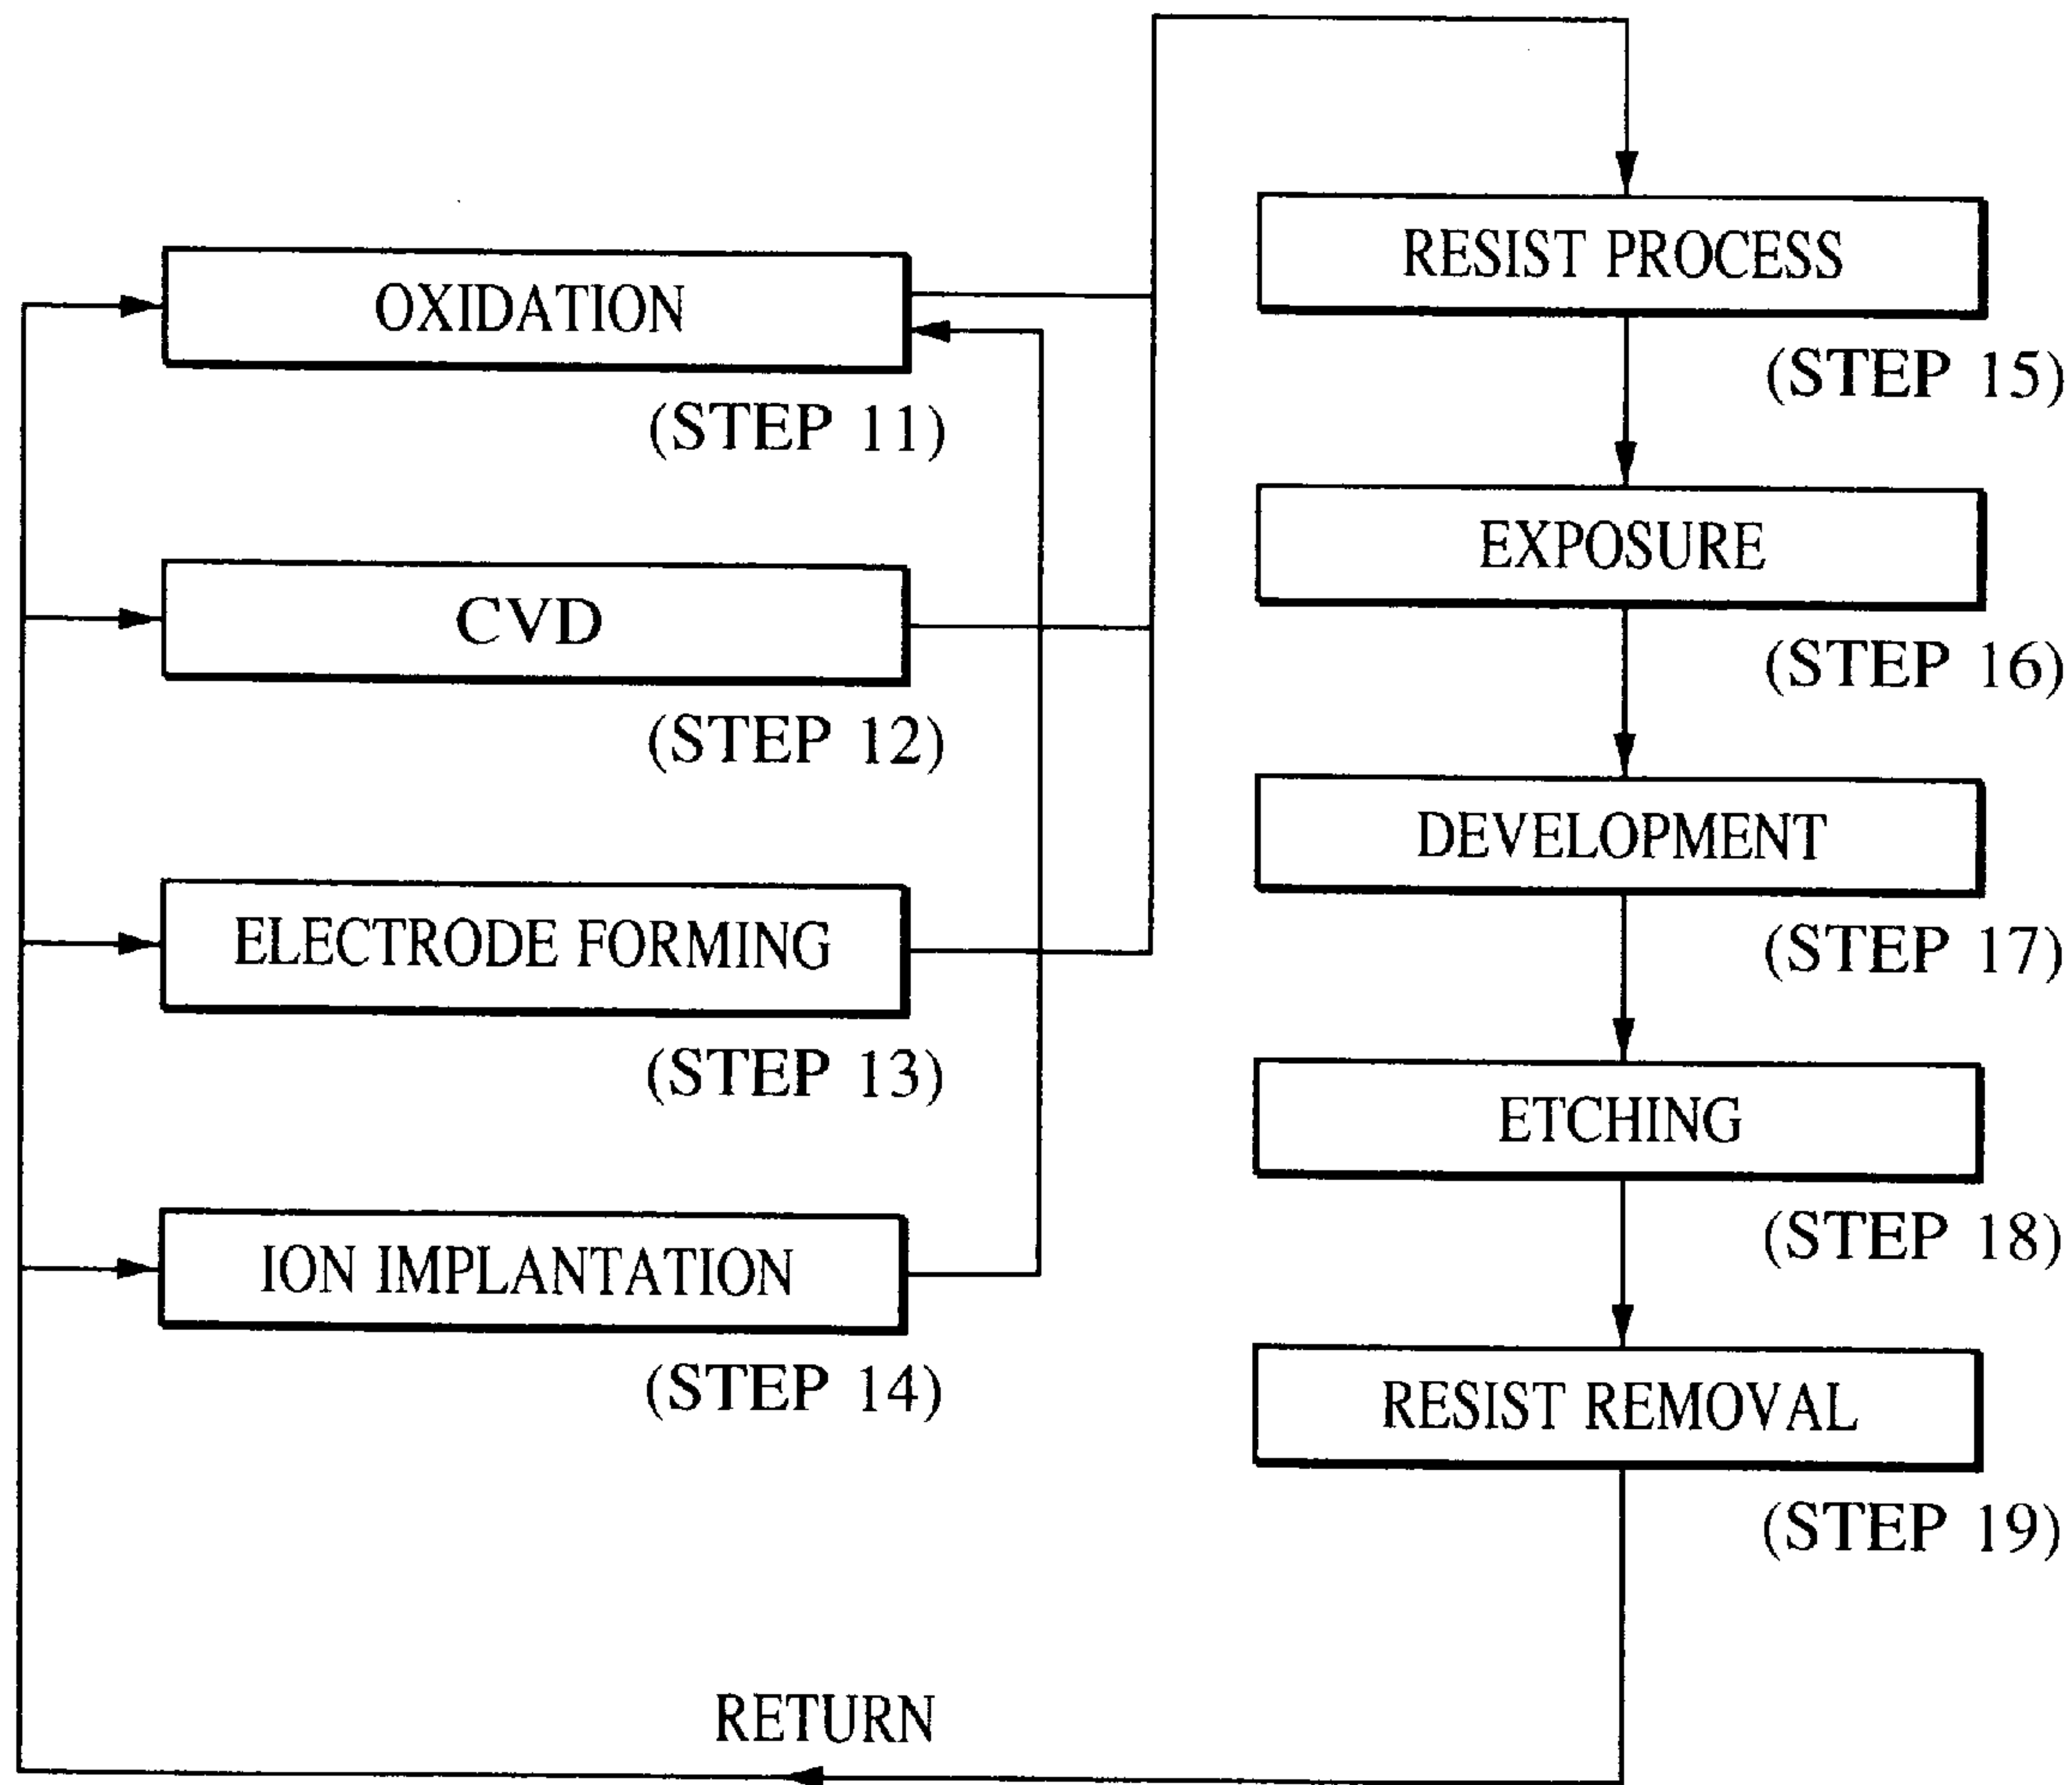 OXIDATION
(STEP 11)
CVD
(STEP 12)
ELECTRODE FORMING
(STEP 13)
ION IMPLANTATION
(STEP 14)
RESIST PROCESS
(STEP 15)
EXPOSURE
(STEP 16)
DEVELOPMENT
(STEP 17)
ETCHING
(STEP 18)
RESIST REMOVAL
(STEP 19)
RETURN